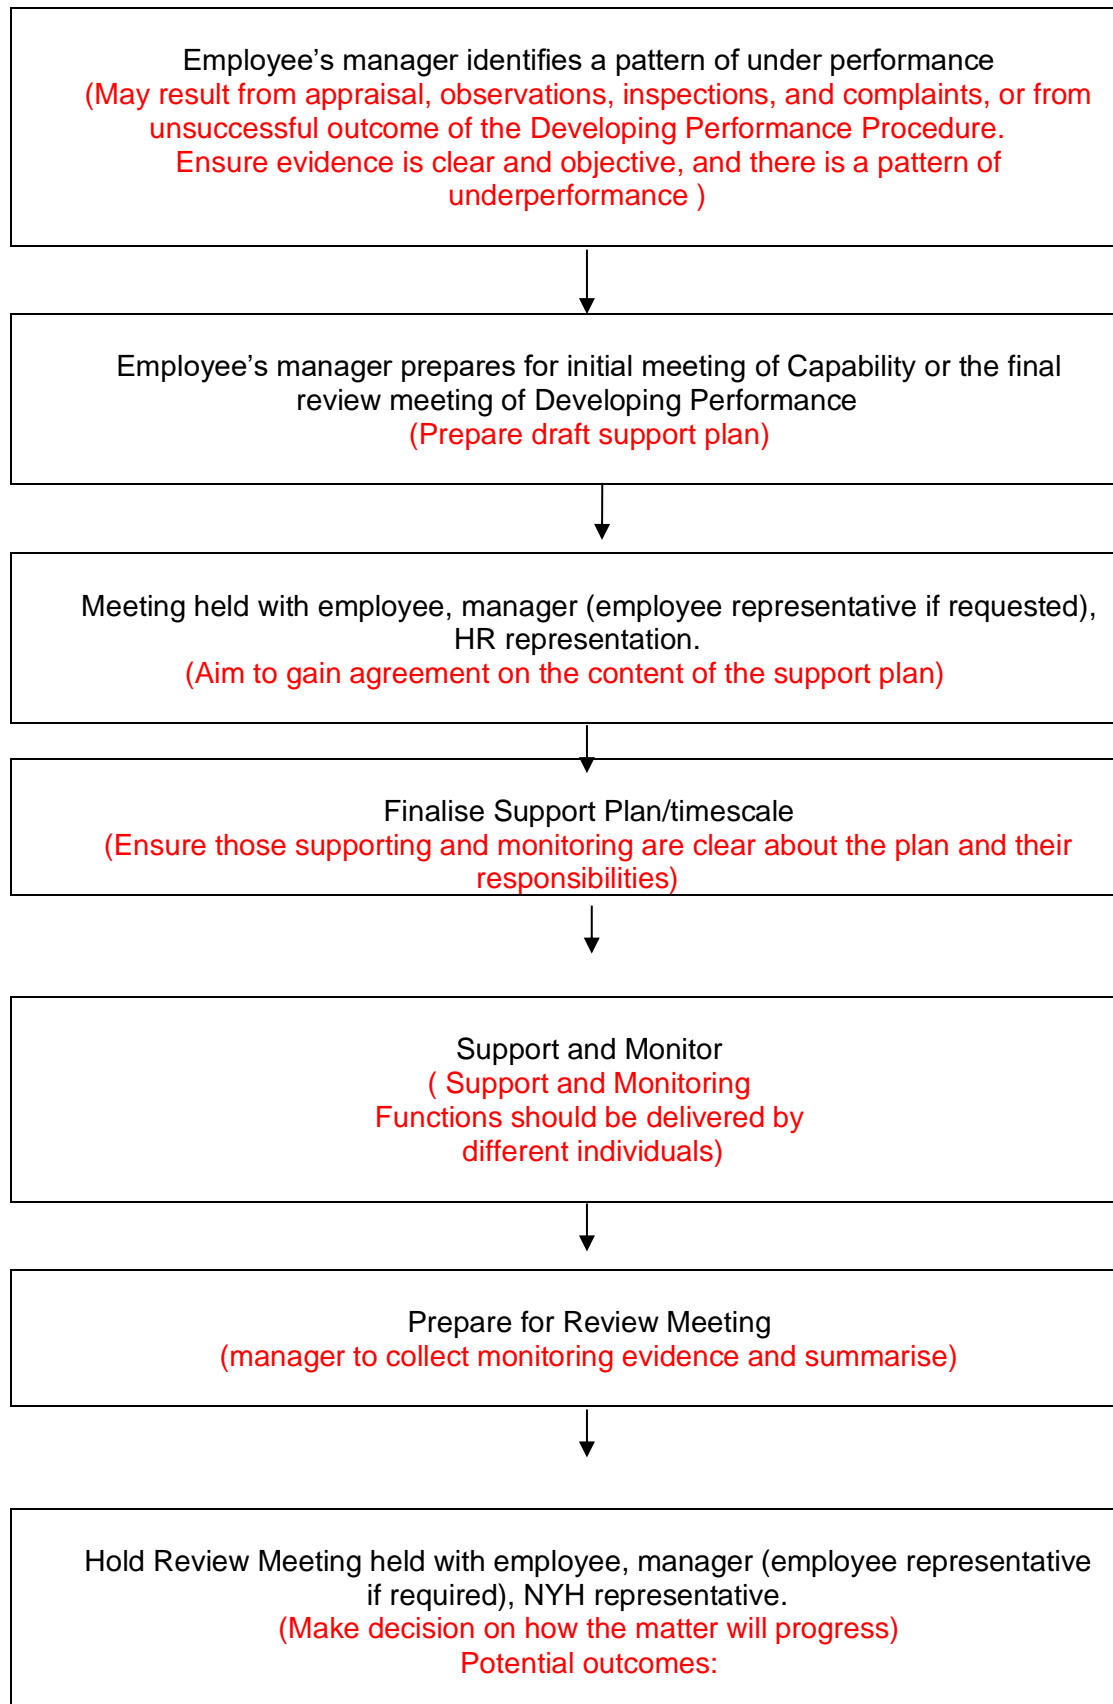 Employee’s manager identifies a pattern of under performance
(May result from appraisal, observations, inspections, and complaints, or from
unsuccessful outcome of the Developing Performance Procedure.
Ensure evidence is clear and objective, and there is a pattern of
underperformance )
Employee’s manager prepares for initial meeting of Capability or the final
review meeting of Developing Performance
(Prepare draft support plan)
Meeting held with employee, manager (employee representative if requested),
HR representation.
(Aim to gain agreement on the content of the support plan)
Finalise Support Plan/timescale
(Ensure those supporting and monitoring are clear about the plan and their
responsibilities)
Support and Monitor
( Support and Monitoring
Functions should be delivered by
different individuals)
Prepare for Review Meeting
(manager to collect monitoring evidence and summarise)
Hold Review Meeting held with employee, manager (employee representative
if required), NYH representative.
(Make decision on how the matter will progress)
Potential outcomes: